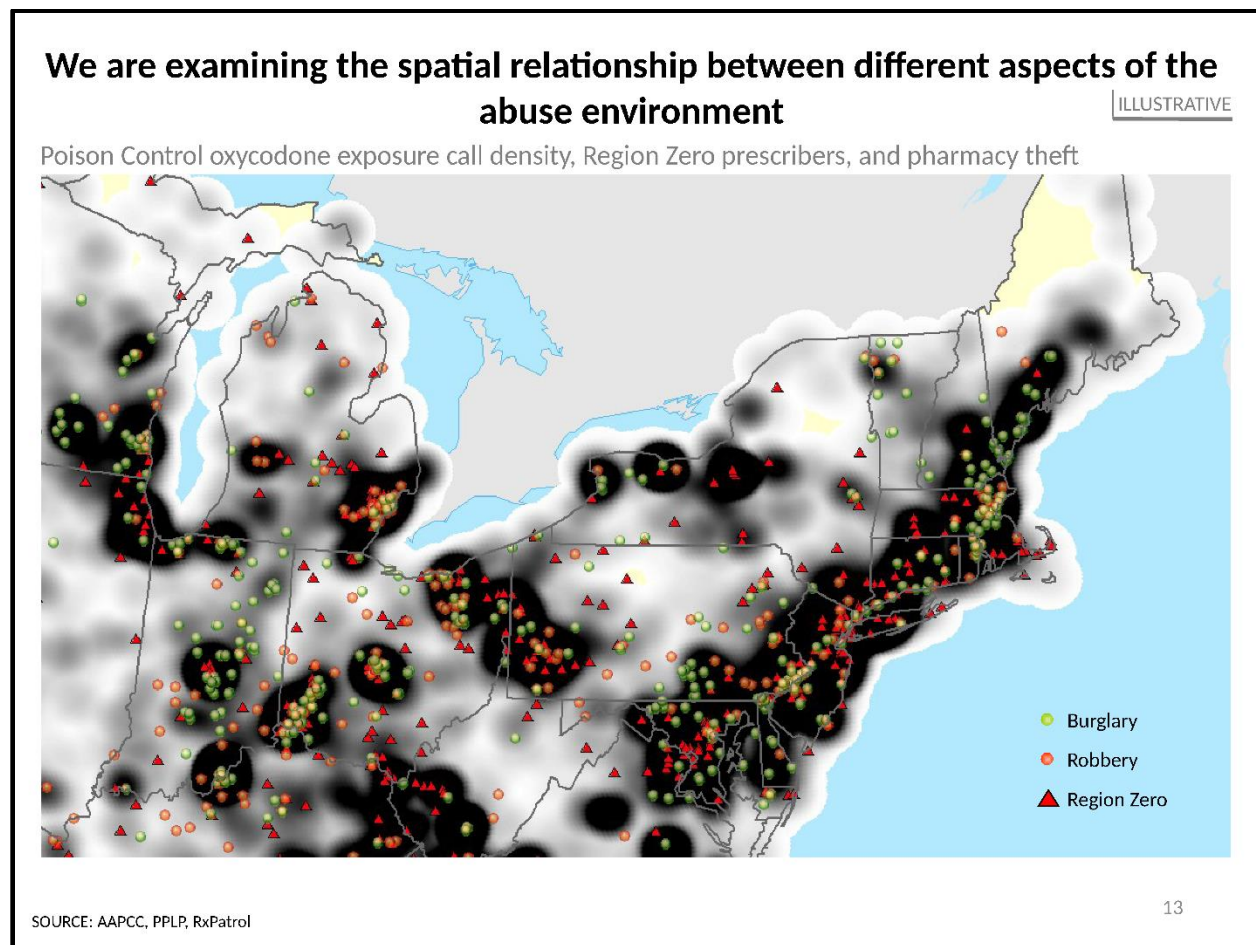 We are examining the spatial relationship between different aspects of the
abuse environment
ILLUSTRATIVE
Poison Control oxycodone exposure call density, Region Zero prescribers, and pharmacy theft
Burglary
Robbery
Region Zero
13
SOURCE: AAPCC, PPLP, RxPatrol